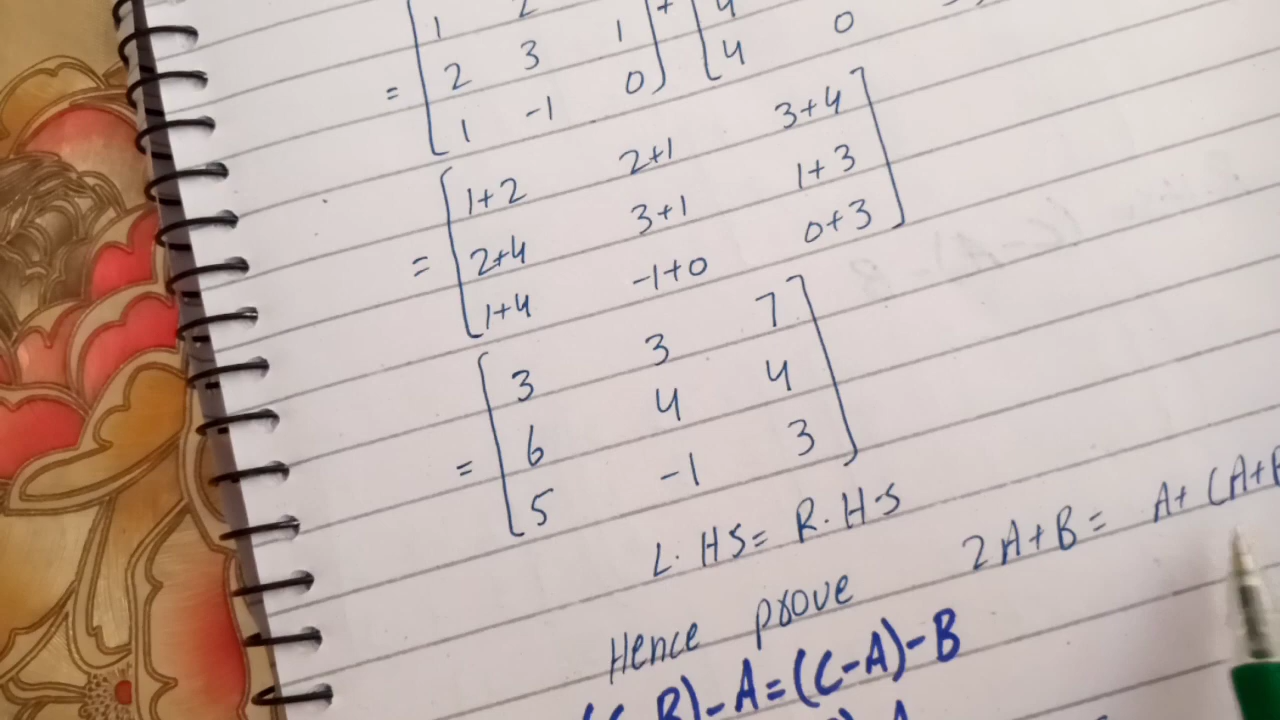 1 2
2 3 1 + 4
= 1 -1 0 4 0
1+2 2+1 3+4
= 2+4 3+1 1+3
1+4 -1+0 0+3
3 3 7
= 6 4 4
5 -1 3
L.HS= R.H.S
Hence prove 2A+B= A+(A+B
B)-A=(C-A)-B